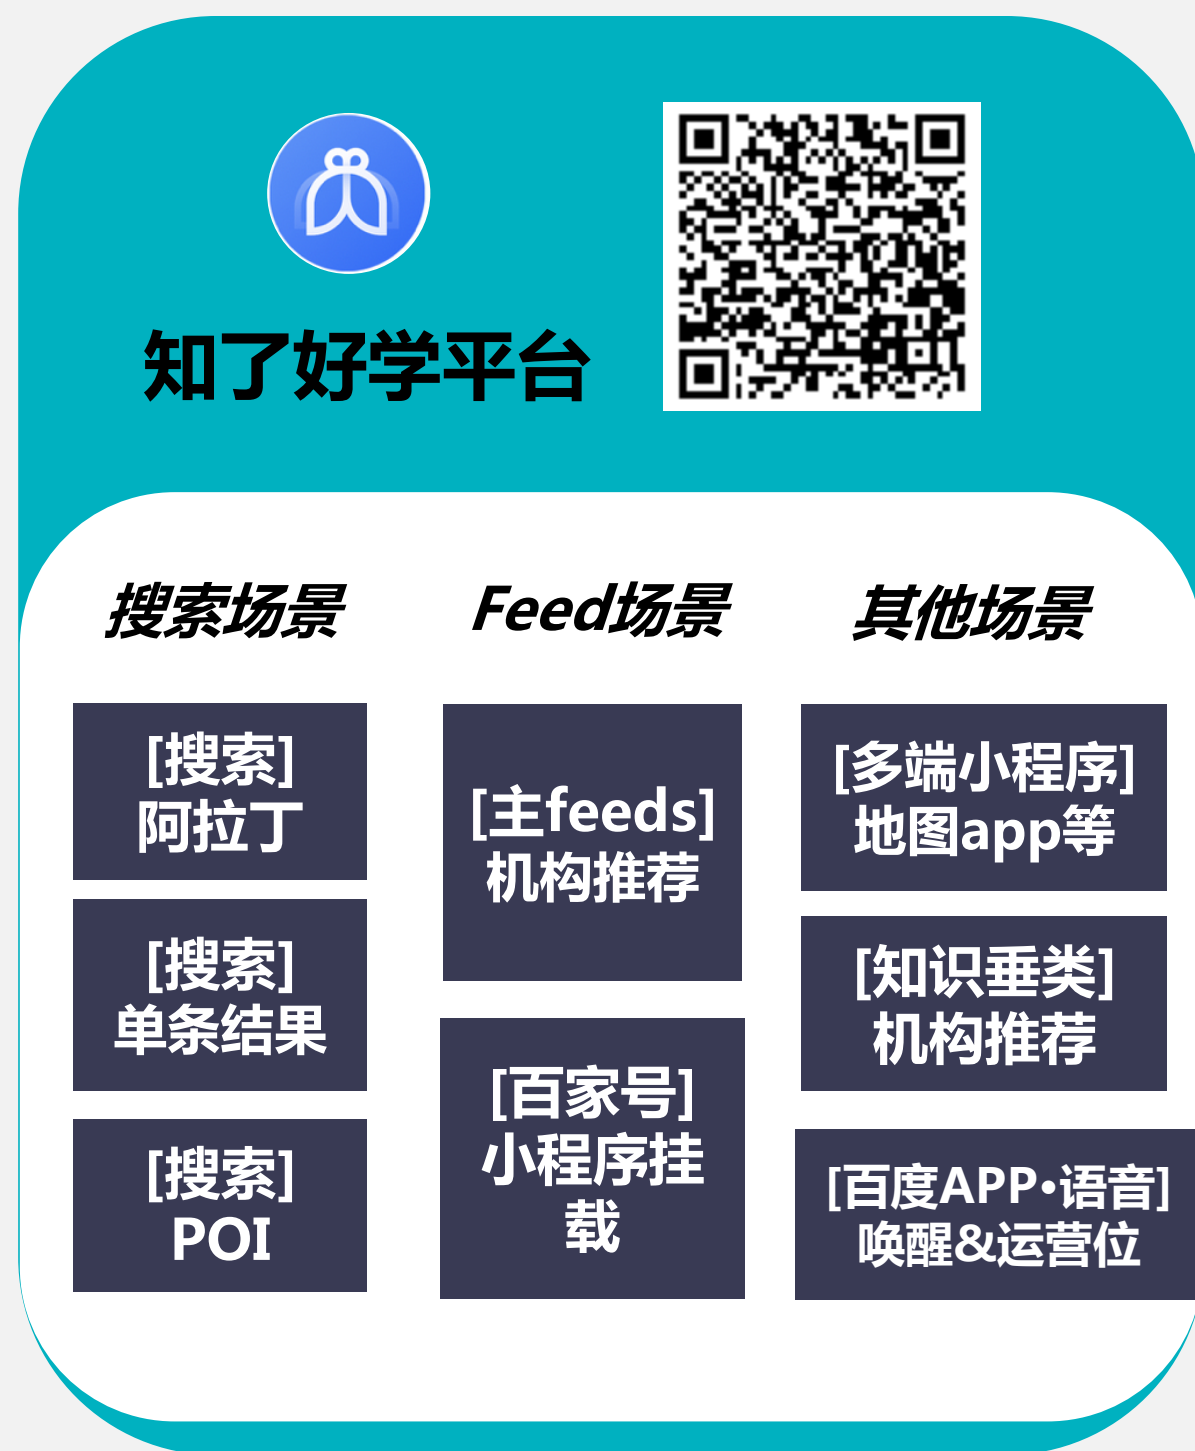 知了好学平台
搜索场景
[搜索]
阿拉丁
[搜索]
单条结果
[搜索]
POI
Feed场景
[主feeds]
机构推荐
[百家号]
小程序挂
载
其他场景
[多端小程序]
地图app等
[知识垂类]
机构推荐
[百度APP•语音]
唤醒&运营位